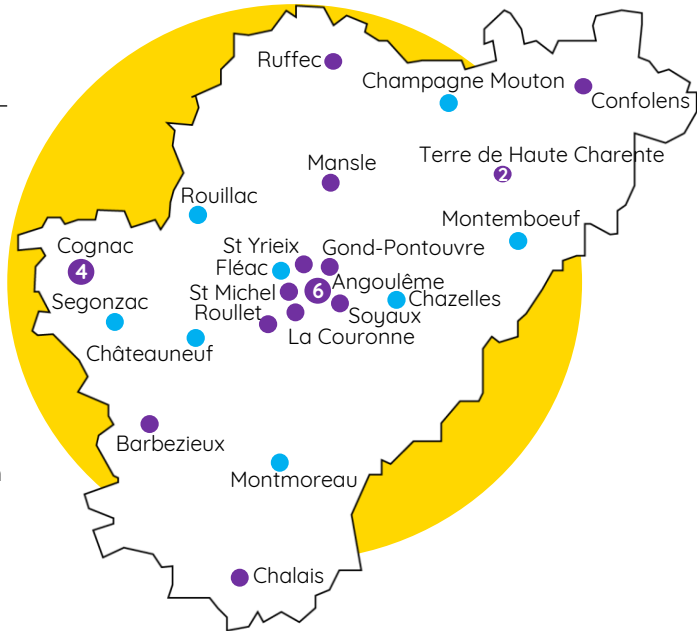 Ruffec
Champagne Mouton
Confolens
Mansle
Terre de Haute Charente
2
Rouillac
Montemboeuf
Cognac
4
St Yrieix
Gond-Pontouvre
Fléac
Angoulême
6
St Michel
Chazelles
Segonzac
Roullet
Soyaux
La Couronne
Châteauneuf
Barbezieux
Montmoreau
Chalais